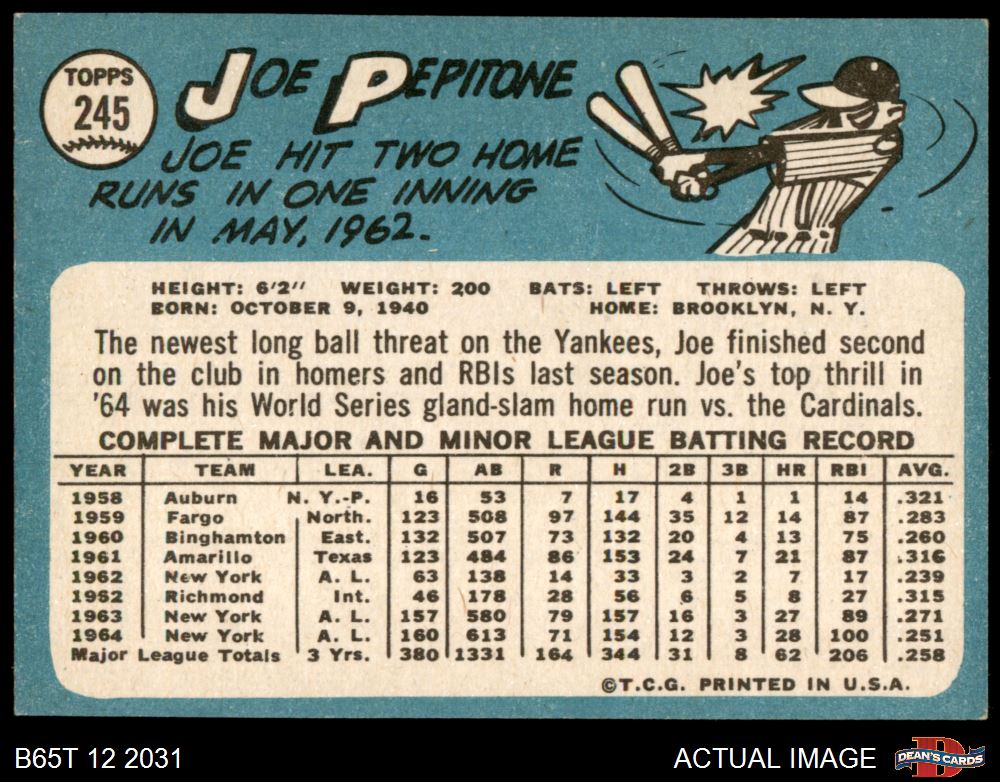 TOPPS
245
JOE PEPITONE
JOE HIT TWO HOME
RUNS IN ONE INNING
IN MAY, 1962.
HEIGHT: 6'2" WEIGHT: 200 BATS: LEFT THROWS: LEFT
BORN: OCTOBER 9, 1940 HOME: BROOKLYN, N. Y.
The newest long ball threat on the Yankees, Joe finished second
on the club in homers and RBIs last season. Joe's top thrill in
'64 was his World Series gland-slam home run vs. the Cardinals.
COMPLETE MAJOR AND MINOR LEAGUE BATTING RECORD
YEAR TEAM LEA. G AB R H 2B 3B HR RBI AVG.
1958 Auburn N. Y.-P. 16 53 7 17 4 1 1 14 .321
1959 Fargo North. 123 508 97 144 35 12 14 87 .283
1960 Binghamton East. 132 507 73 132 20 4 13 75 .260
1961 Amarillo Texas 123 484 86 153 24 7 21 87 .316
1962 New York A. L. 63 138 14 33 3 2 7 17 .239
1962 Richmond Int. 46 178 28 56 6 5 8 27 .315
1963 New York A. L. 157 580 79 157 16 3 27 89 .271
1964 New York A. L. 160 613 71 154 12 3 28 100 .251
Major League Totals 3 Yrs. 380 1331 164 344 31 8 62 206 .258
©T.C.G. PRINTED IN U.S.A.
B65T 12 2031 ACTUAL IMAGE
D
DEAN'S CARDS